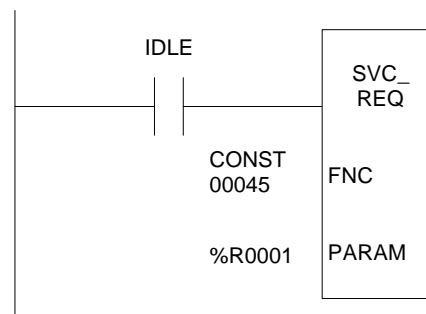 IDLE
SVC_
REQ
CONST
00045
FNC
%R0001
PARAM